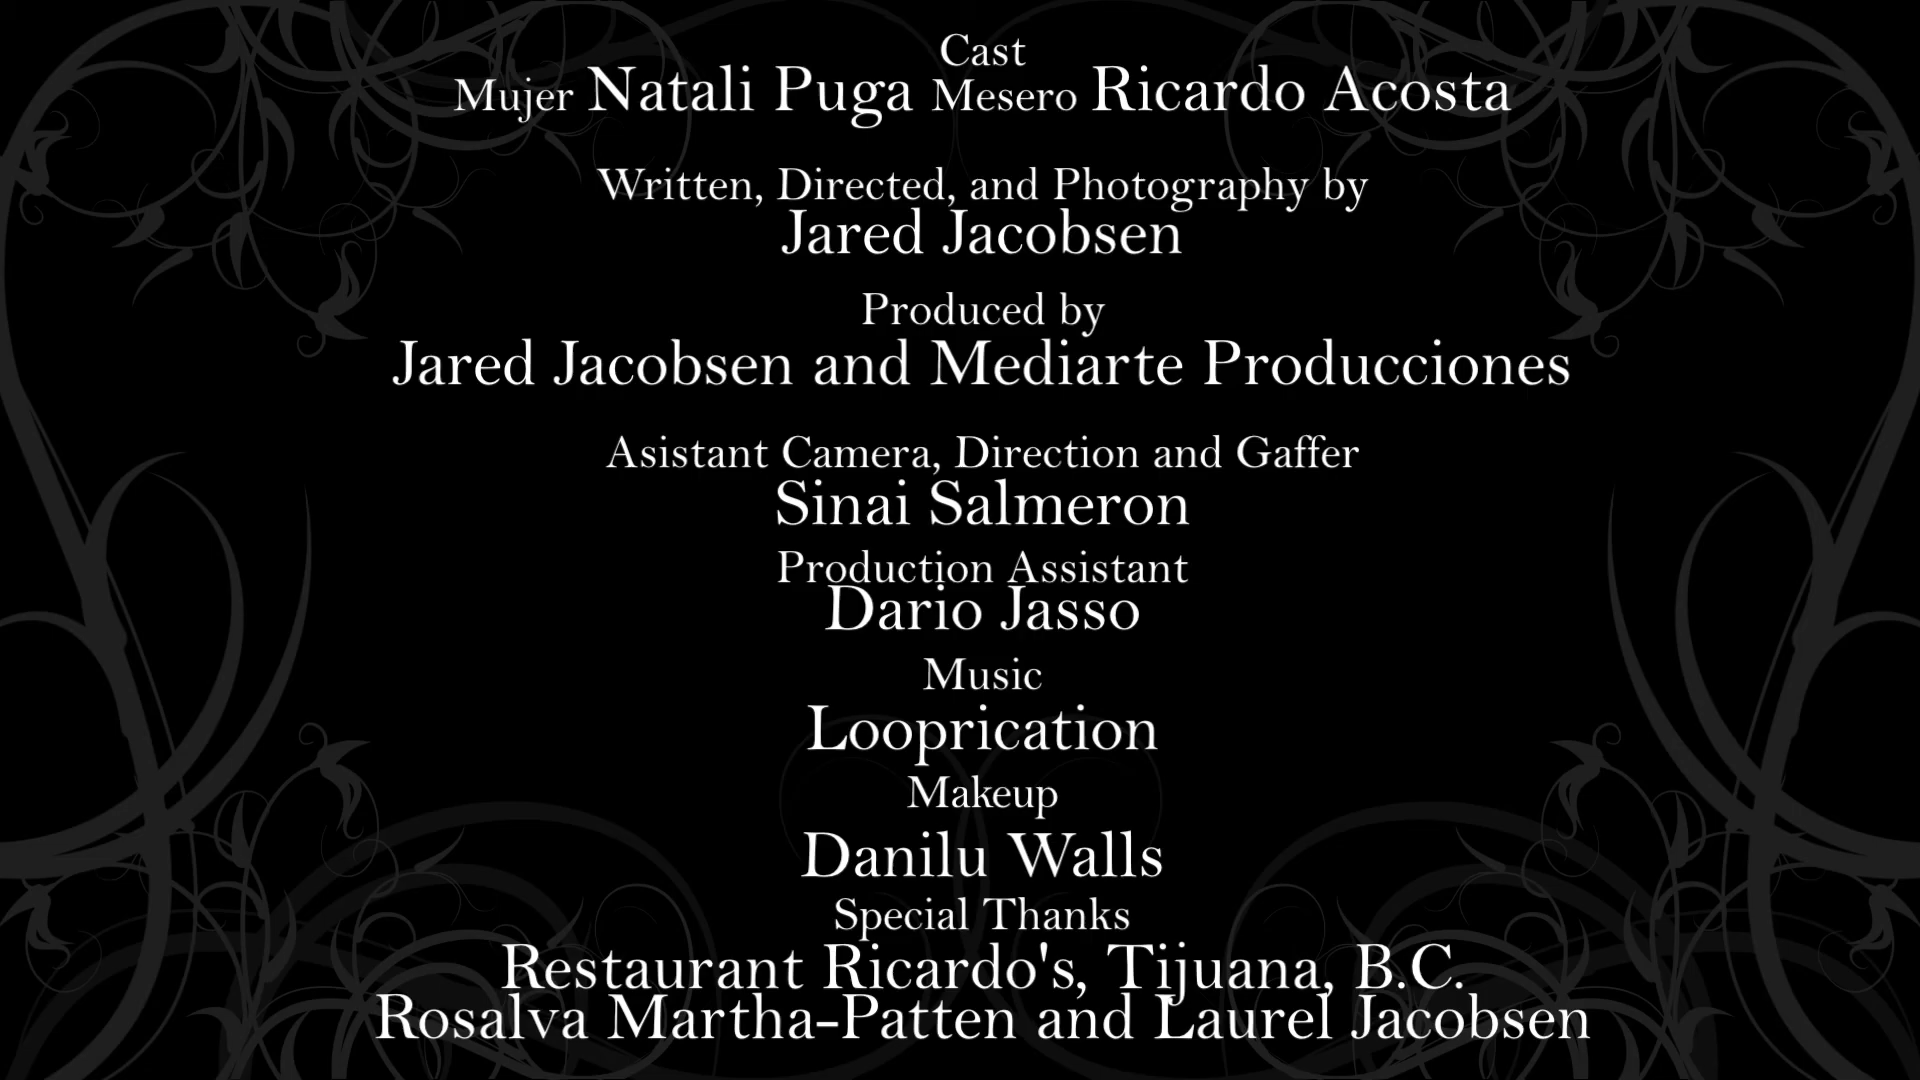 Cast
Mujer Natali Puga Mesero Ricardo Acosta
Written, Directed, and Photography by
Jared Jacobsen
Produced by
Jared Jacobsen and Mediarte Producciones
Asistant Camera, Direction and Gaffer
Sinai Salmeron
Production Assistant
Dario Jasso
Music
Looprication
Makeup
Danilu Walls
Special Thanks
Restaurant Ricardo's, Tijuana, B.C.
Rosalva Martha-Patten and Laurel Jacobsen